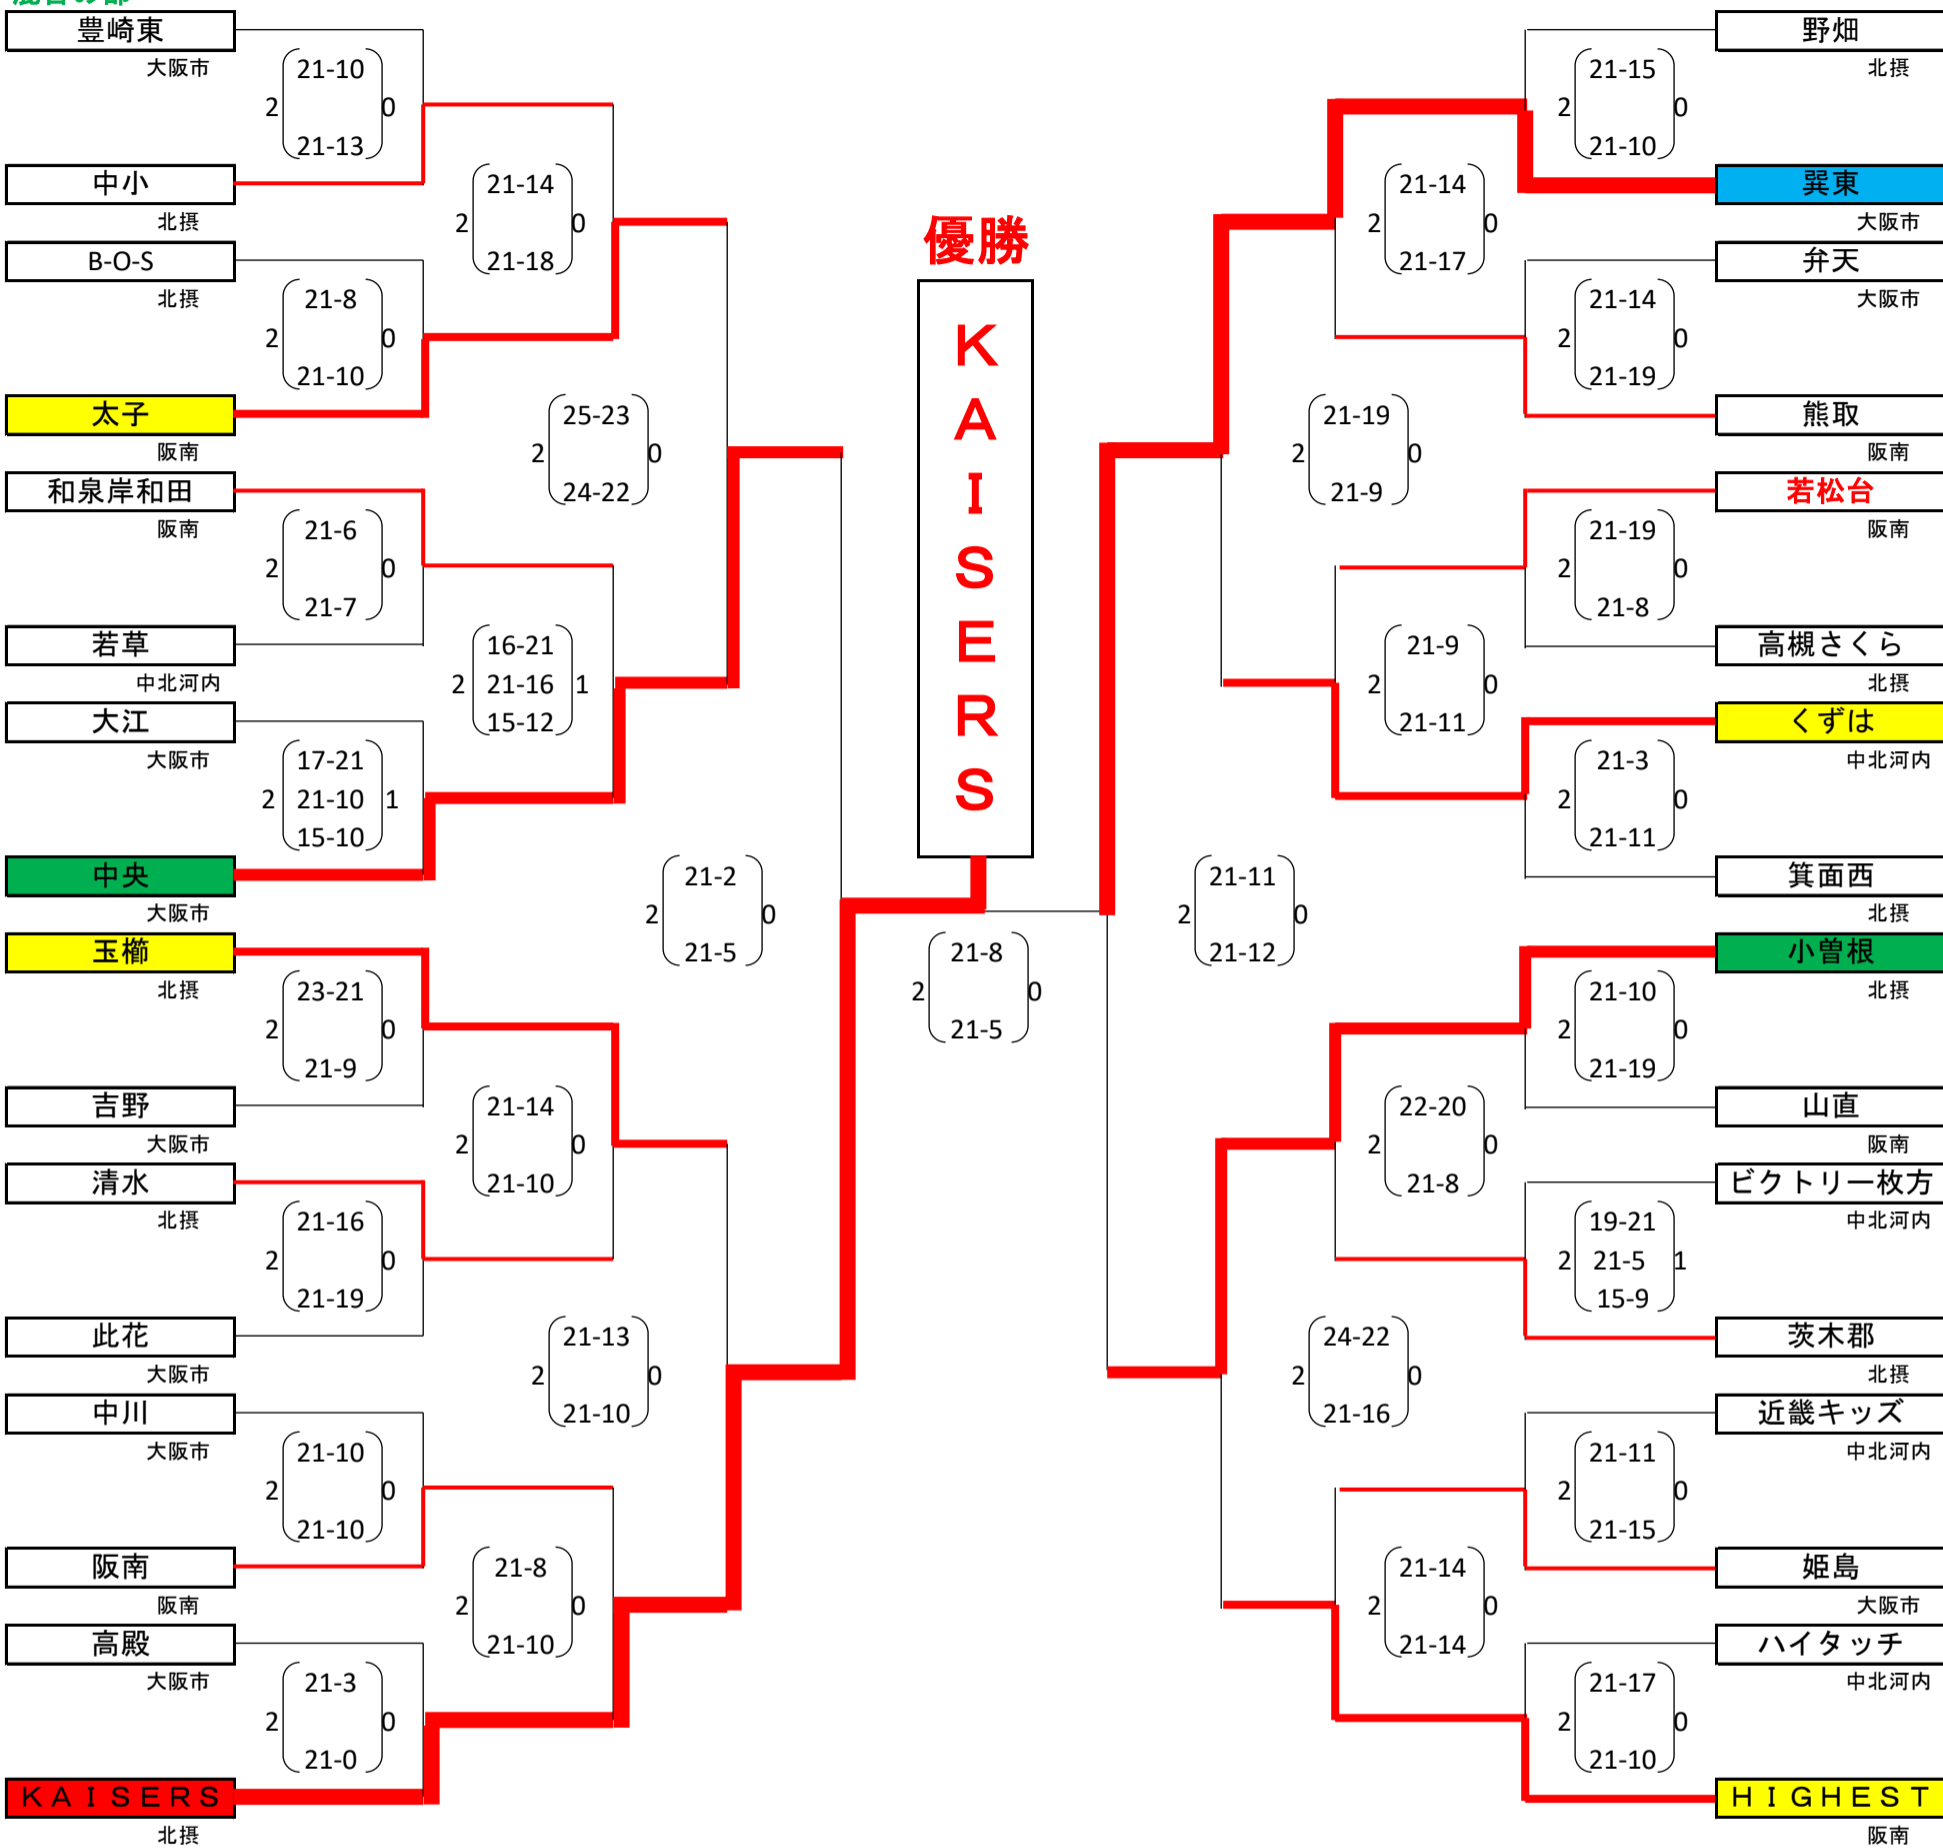 豊崎東
大阪市
21-10
2 0
21-13
中小
北摂
B-O-S
北摂
21-8
2 0
21-10
太子
阪南
21-14
2 0
21-18
和泉岸和田
阪南
21-6
2 0
21-7
若草
中北河内
大江
大阪市
17-21
2 21-10 1
15-10
中央
大阪市
16-21
2 21-16 1
15-12
25-23
2 0
24-22
玉櫛
北摂
23-21
2 0
21-9
吉野
大阪市
清水
北摂
21-16
2 0
21-19
此花
大阪市
21-14
2 0
21-10
中川
大阪市
21-10
2 0
21-10
阪南
阪南
高殿
大阪市
21-3
2 0
21-0
KAISERS
北摂
21-8
2 0
21-10
21-13
2 0
21-10
21-2
2 0
21-5
優勝
KAISERS
21-8
2 0
21-5
野畑
北摂
21-15
2 0
21-10
巽東
大阪市
弁天
大阪市
21-14
2 0
21-19
熊取
阪南
21-14
2 0
21-17
若松台
阪南
21-19
2 0
21-8
高槻さくら
北摂
くずは
中北河内
21-3
2 0
21-11
箕面西
北摂
21-9
2 0
21-11
21-19
2 0
21-9
小曽根
北摂
21-10
2 0
21-19
山直
阪南
ビクトリー枚方
中北河内
19-21
2 21-5 1
15-9
茨木郡
北摂
22-20
2 0
21-8
近畿キッズ
中北河内
21-11
2 0
21-15
姫島
大阪市
ハイタッチ
中北河内
21-17
2 0
21-10
HIGHEST
阪南
21-14
2 0
21-14
24-22
2 0
21-16
21-11
2 0
21-12